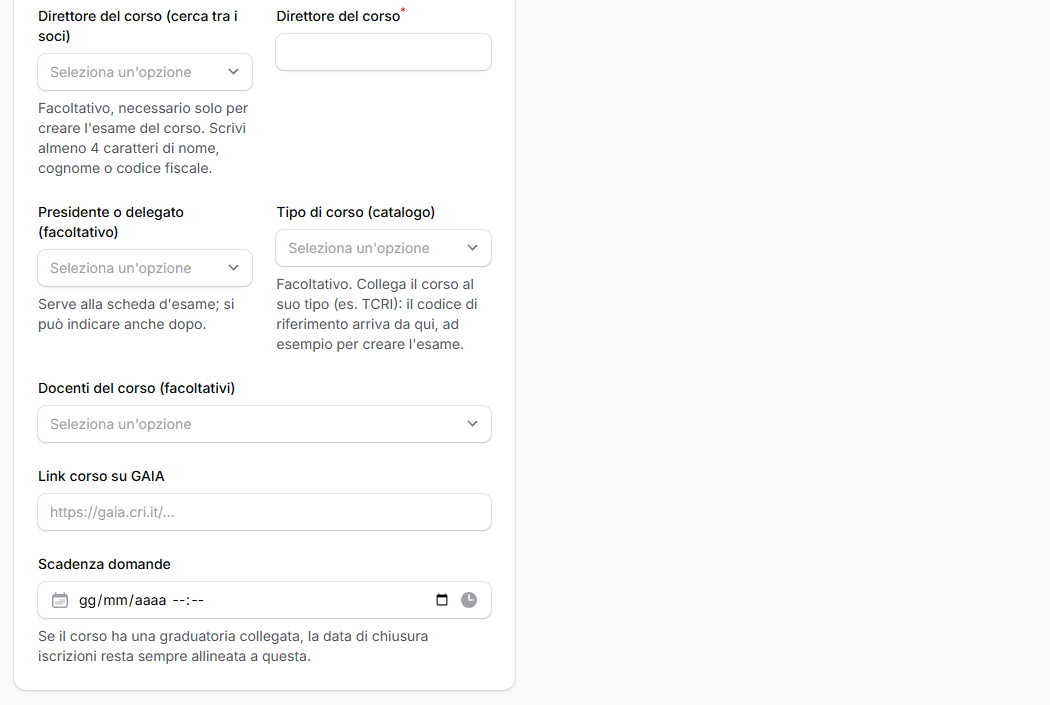 Direttore del corso (cerca tra i
soci)
Seleziona un'opzione
Facoltativo, necessario solo per
creare l'esame del corso. Scrivi
almeno 4 caratteri di nome,
cognome o codice fiscale.
Direttore del corso*
Presidente o delegato
(facoltativo)
Seleziona un'opzione
Serve alla scheda d'esame; si
può indicare anche dopo.
Tipo di corso (catalogo)
Seleziona un'opzione
Facoltativo. Collega il corso al
suo tipo (es. TCRI): il codice di
riferimento arriva da qui, ad
esempio per creare l'esame.
Docenti del corso (facoltativi)
Seleziona un'opzione
Link corso su GAIA
https://gaia.cri.it/...
Scadenza domande
gg/mm/aaaa --:--
Se il corso ha una graduatoria collegata, la data di chiusura
iscrizioni resta sempre allineata a questa.